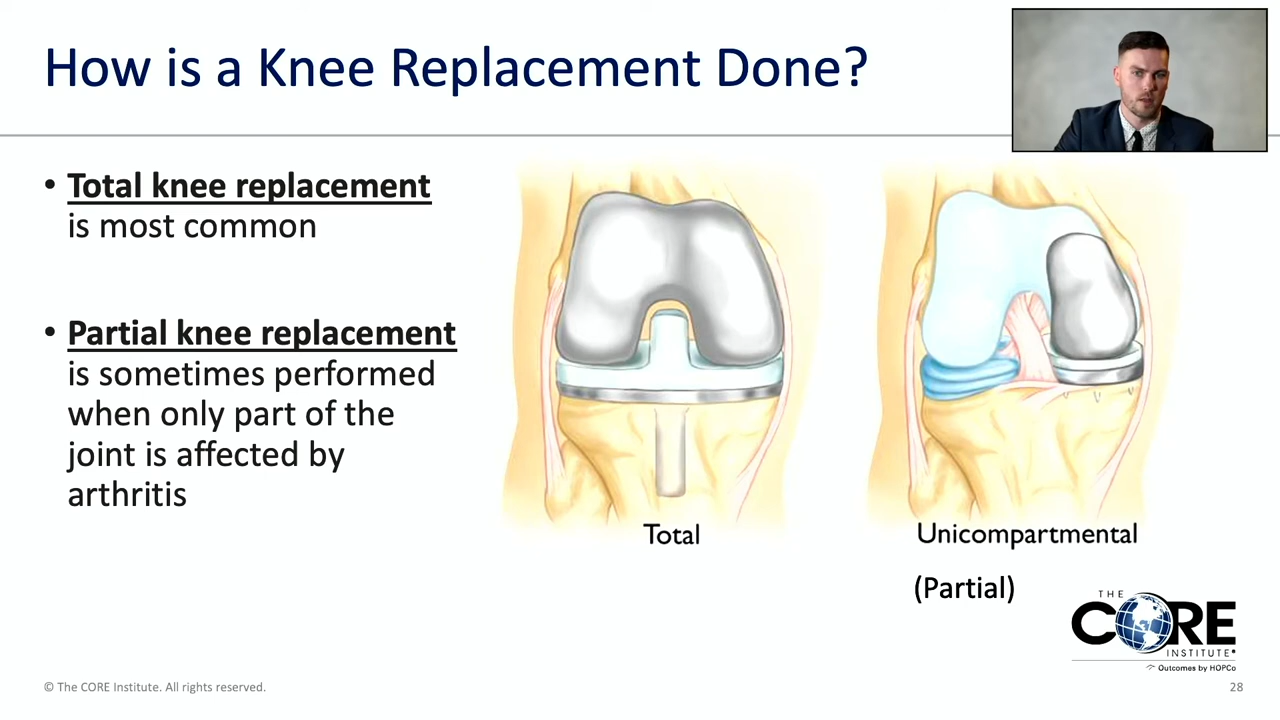 How is a Knee Replacement Done?
• Total knee replacement
is most common
• Partial knee replacement
is sometimes performed
when only part of the
joint is affected by
arthritis
Total
Unicompartmental
(Partial)
THE
CORE
INSTITUTE
Outcomes by HOPCo
© The CORE Institute. All rights reserved.
28